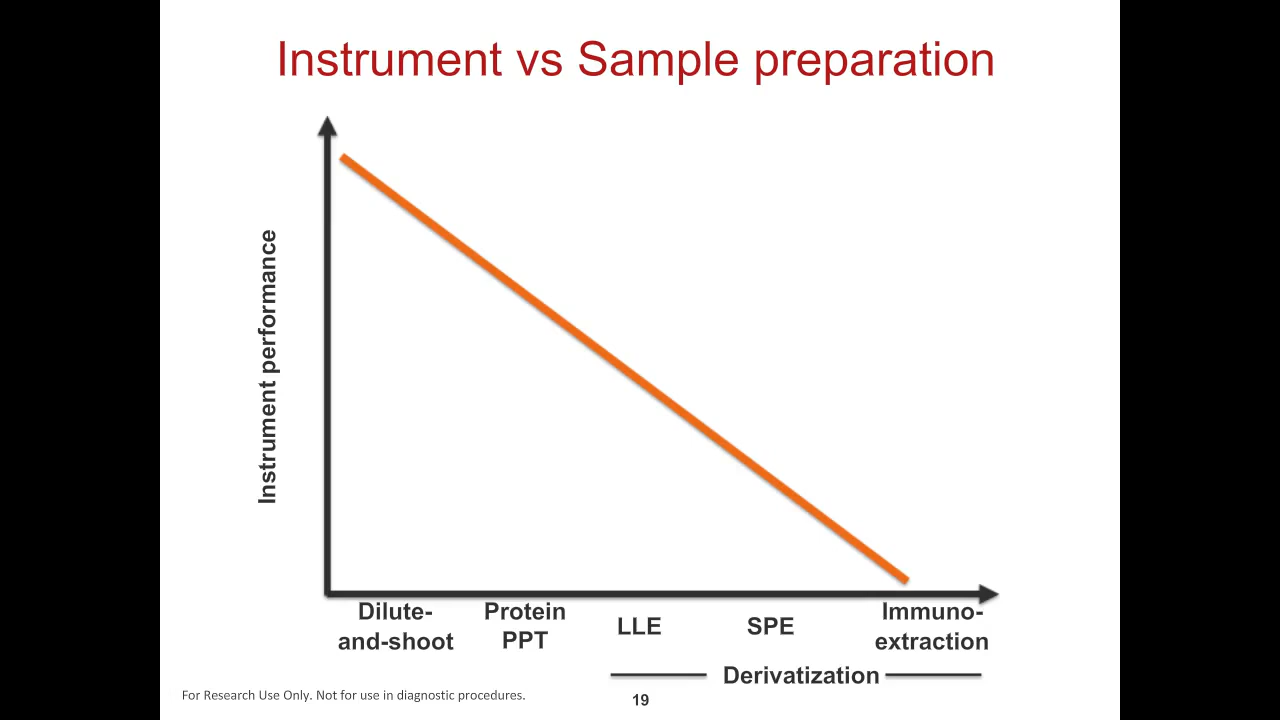 Instrument vs Sample preparation
Instrument performance
Dilute-
and-shoot
Protein
PPT
LLE
SPE
Immuno-
extraction
Derivatization
For Research Use Only. Not for use in diagnostic procedures.
19